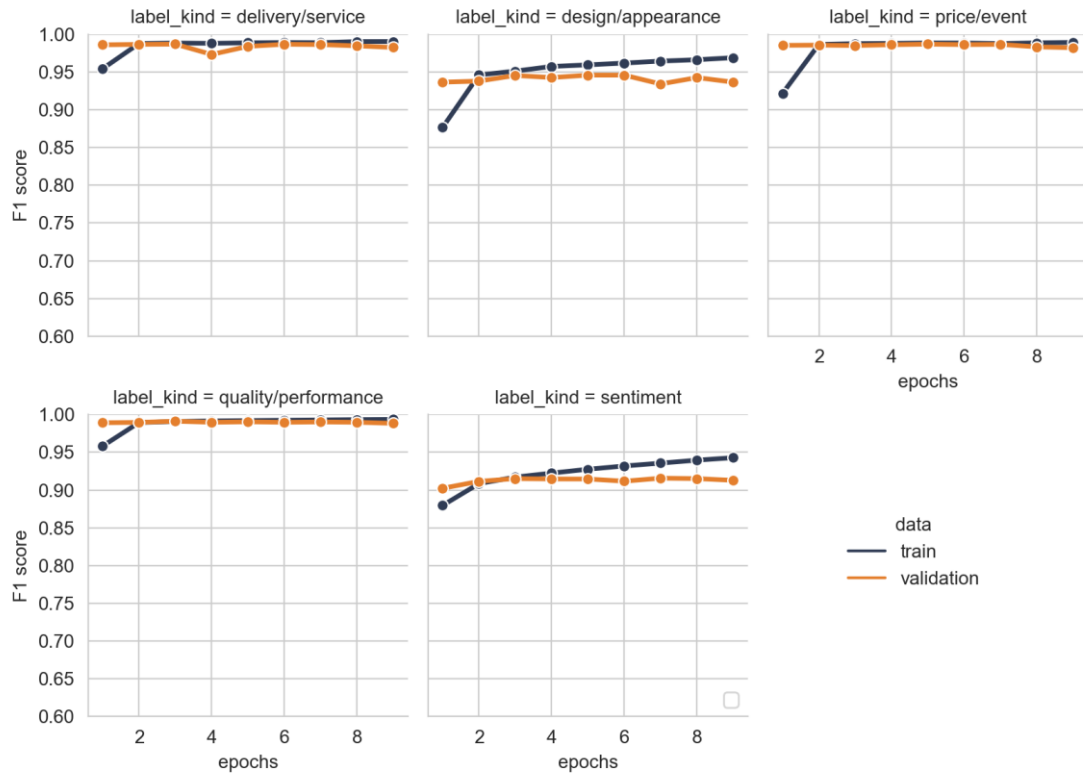 label_kind = delivery/service
label_kind = design/appearance
label_kind = price/event
1.00
0.95
0.90
0.85
0.80
0.75
0.70
0.65
0.60
F1 score
2 4 6 8
epochs
label_kind = quality/performance
label_kind = sentiment
1.00
0.95
0.90
0.85
0.80
0.75
0.70
0.65
0.60
F1 score
2 4 6 8
epochs
2 4 6 8
epochs
data
train
validation